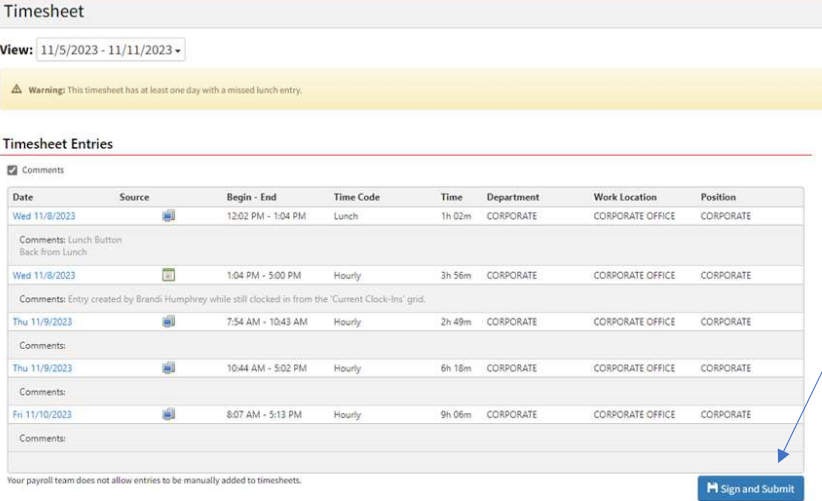 Timesheet
View: 11/5/2023 - 11/11/2023
Warning: This timesheet has at least one day with a missed lunch entry.
Timesheet Entries
Comments
Date Source Begin - End Time Code Time Department Work Location Position
Wed 11/8/2023 12:02 PM - 1:04 PM Lunch 1h 02m CORPORATE CORPORATE OFFICE CORPORATE
Comments: Lunch Button
Back from Lunch
Wed 11/8/2023 1:04 PM - 5:00 PM Hourly 3h 56m CORPORATE CORPORATE OFFICE CORPORATE
Comments: Entry created by Brandi Humphrey while still clocked in from the 'Current Clock-Ins' grid.
Thu 11/9/2023 7:54 AM - 10:43 AM Hourly 2h 49m CORPORATE CORPORATE OFFICE CORPORATE
Comments:
Thu 11/9/2023 10:44 AM - 5:02 PM Hourly 6h 18m CORPORATE CORPORATE OFFICE CORPORATE
Comments:
Fri 11/10/2023 8:07 AM - 5:13 PM Hourly 9h 06m CORPORATE CORPORATE OFFICE CORPORATE
Comments:
Your payroll team does not allow entries to be manually added to timesheets.
Sign and Submit